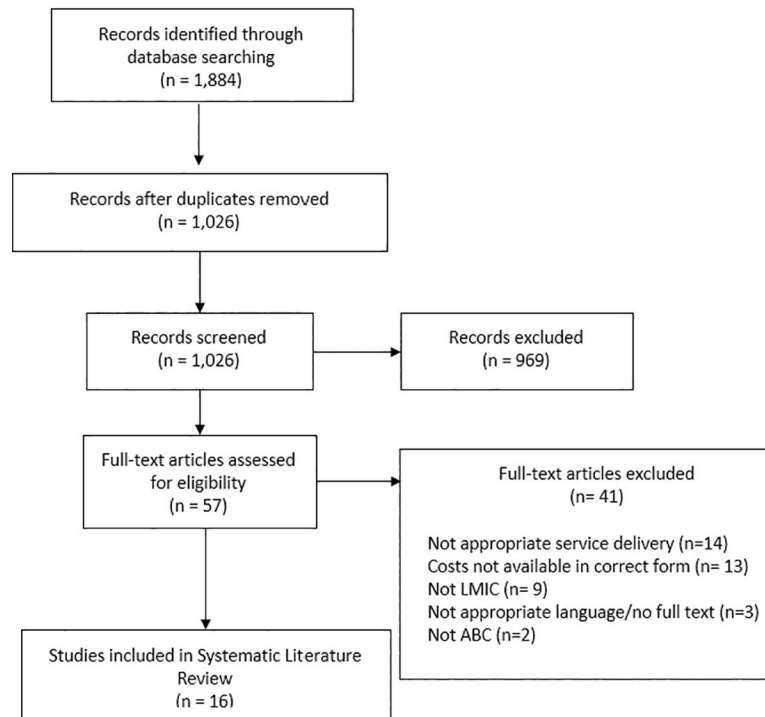 Records identified through
database searching
(n = 1,884)
Records after duplicates removed
(n = 1,026)
Records screened
(n = 1,026)
Records excluded
(n = 969)
Full-text articles assessed
for eligibility
(n = 57)
Full-text articles excluded
(n= 41)
Not appropriate service delivery (n=14)
Costs not available in correct form (n= 13)
Not LMIC (n= 9)
Not appropriate language/no full text (n=3)
Not ABC (n=2)
Studies included in Systematic Literature
Review
(n = 16)